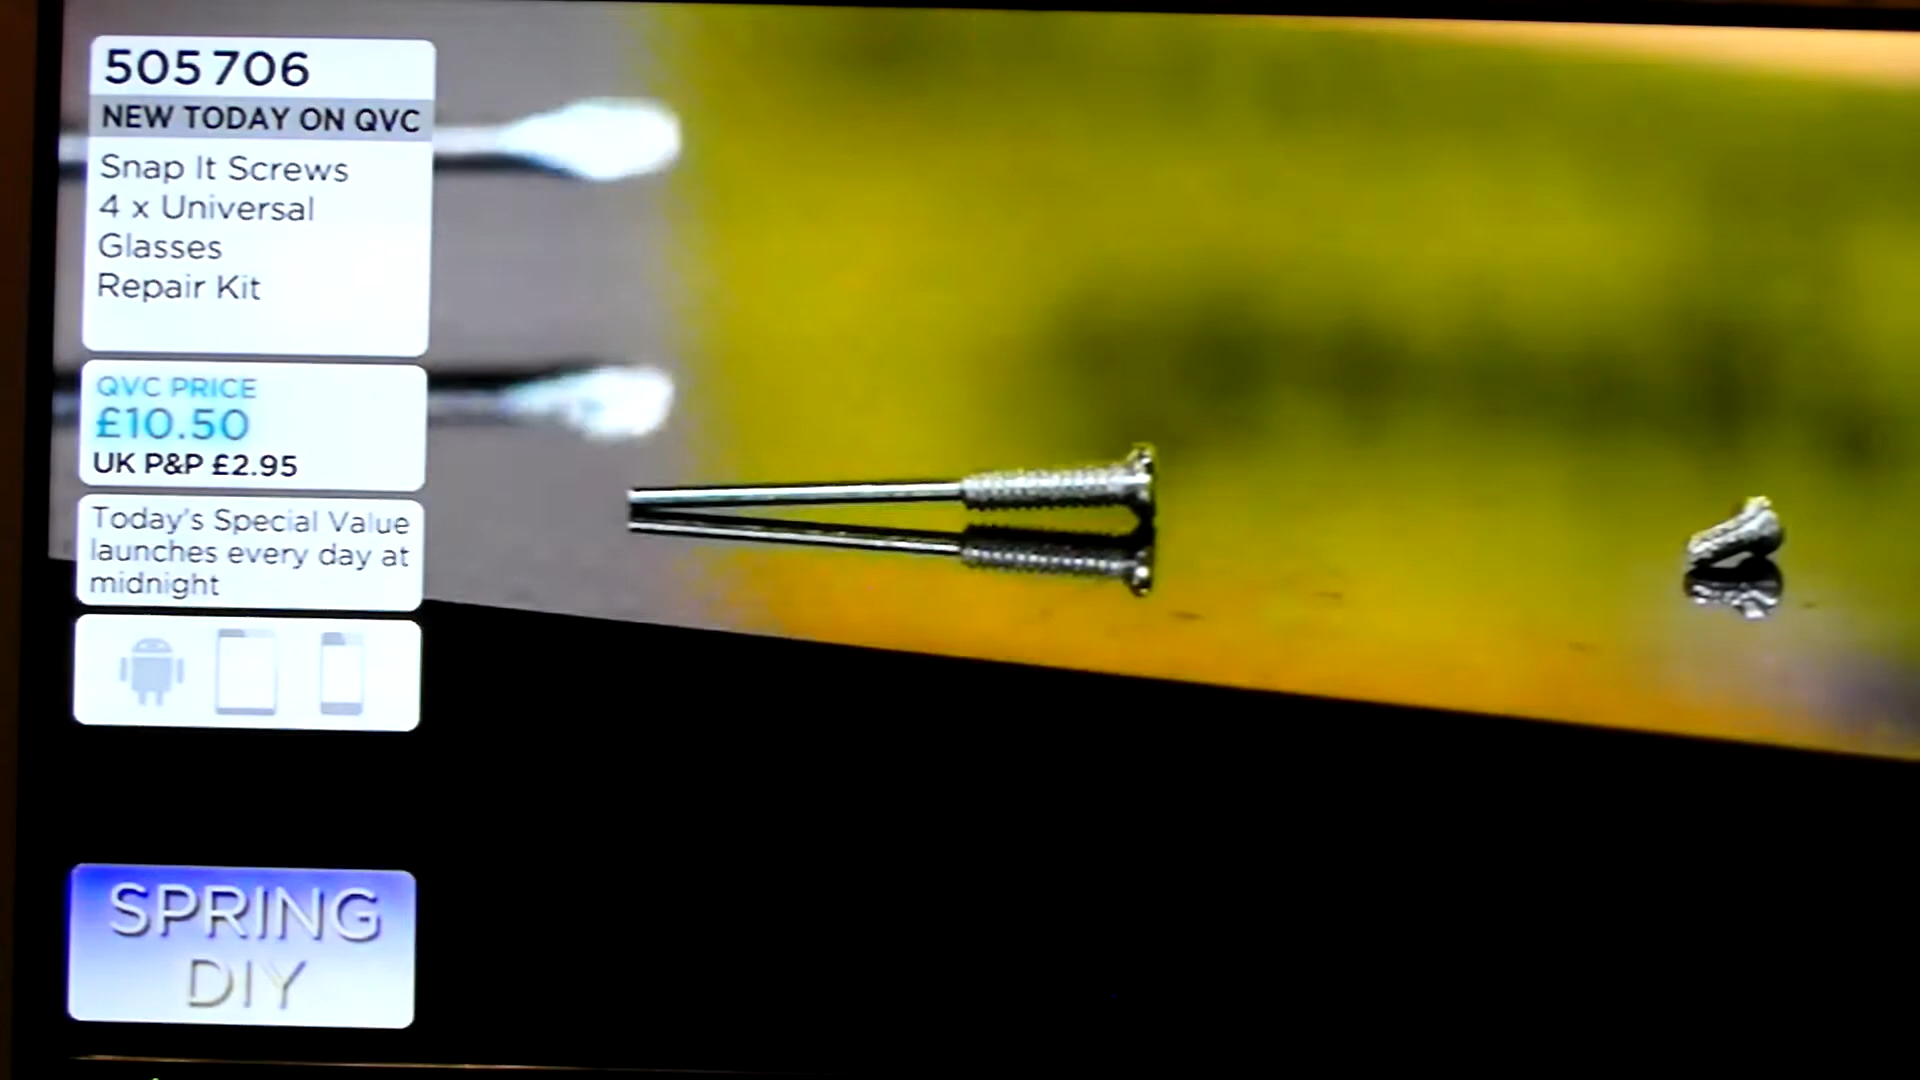 505706
NEW TODAY ON QVC
Snap It Screws
4 x Universal
Glasses
Repair Kit
QVC PRICE
£10.50
UK P&P £2.95
Today's Special Value
launches every day at
midnight
SPRING
DIY